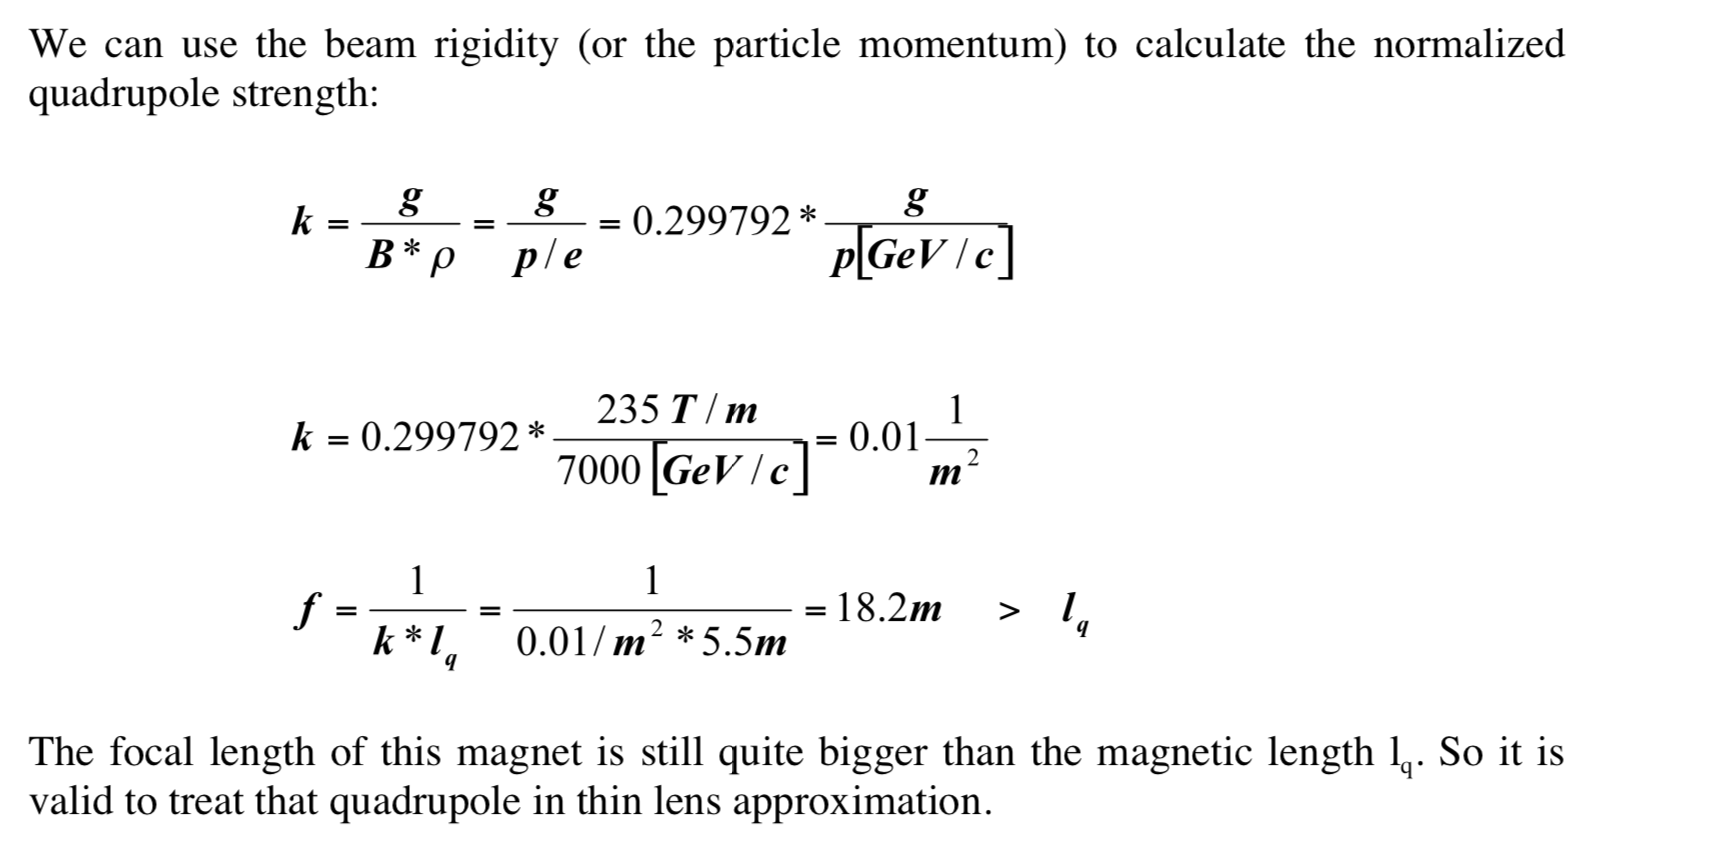 We can use the beam rigidity (or the particle momentum) to calculate the normalized
quadrupole strength:
k = g / (B * ρ) = g / (p / e) = 0.299792 * g / (p[GeV / c])
k = 0.299792 * (235 T / m) / (7000 [GeV / c]) = 0.01 1/m²
f = 1 / (k * l_q) = 1 / (0.01 / m² * 5.5m) = 18.2m > l_q
The focal length of this magnet is still quite bigger than the magnetic length l_q. So it is
valid to treat that quadrupole in thin lens approximation.